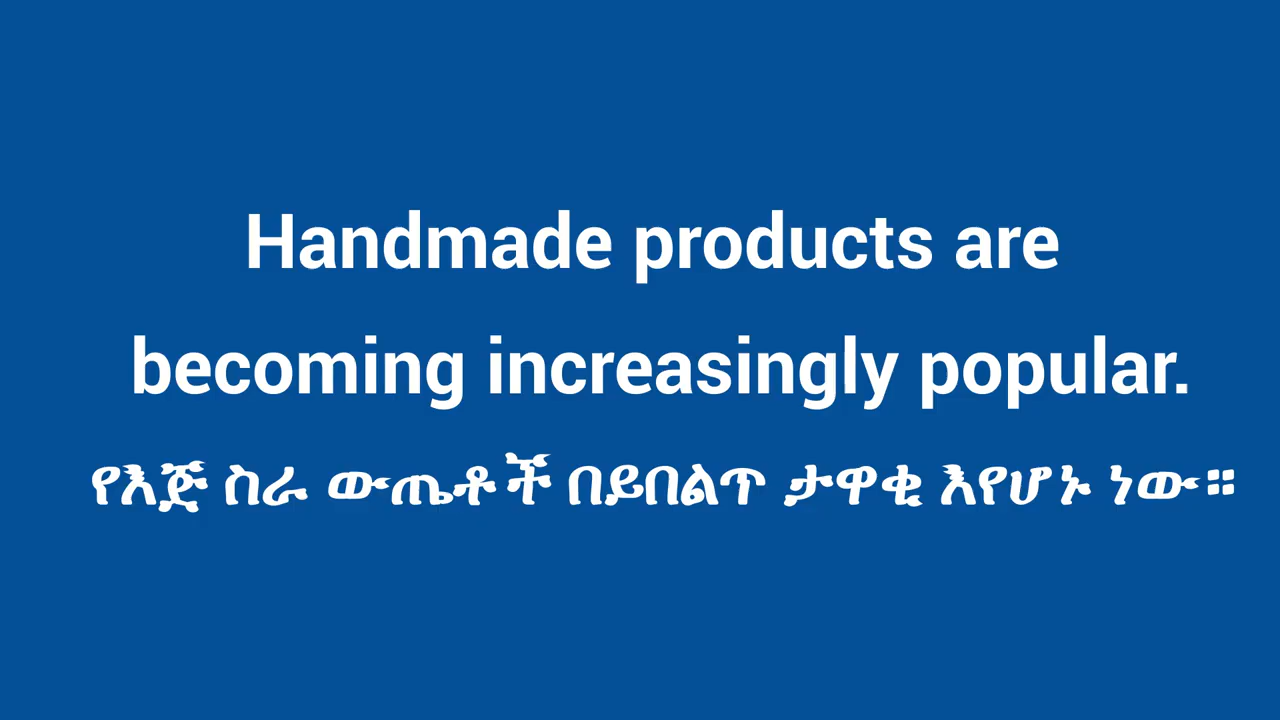 Handmade products are
becoming increasingly popular.
የእጅ ስራ ውጤቶች በይበልጥ ታዋቂ እየሆኑ ነው።